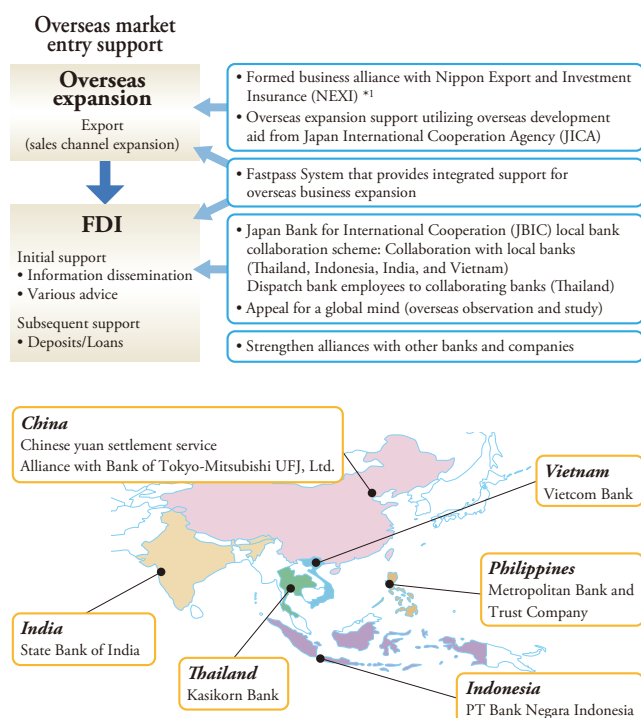 Overseas market
entry support
Overseas
expansion
Export
(sales channel expansion)
• Formed business alliance with Nippon Export and Investment
Insurance (NEXI) *1
• Overseas expansion support utilizing overseas development
aid from Japan International Cooperation Agency (JICA)
• Fastpass System that provides integrated support for
overseas business expansion
FDI
Initial support
• Information dissemination
• Various advice
Subsequent support
• Deposits/Loans
• Japan Bank for International Cooperation (JBIC) local bank
collaboration scheme: Collaboration with local banks
(Thailand, Indonesia, India, and Vietnam)
Dispatch bank employees to collaborating banks (Thailand)
• Appeal for a global mind (overseas observation and study)
• Strengthen alliances with other banks and companies
China
Chinese yuan settlement service
Alliance with Bank of Tokyo-Mitsubishi UFJ, Ltd.
Vietnam
Vietcom Bank
Philippines
Metropolitan Bank and
Trust Company
India
State Bank of India
Thailand
Kasikorn Bank
Indonesia
PT Bank Negara Indonesia